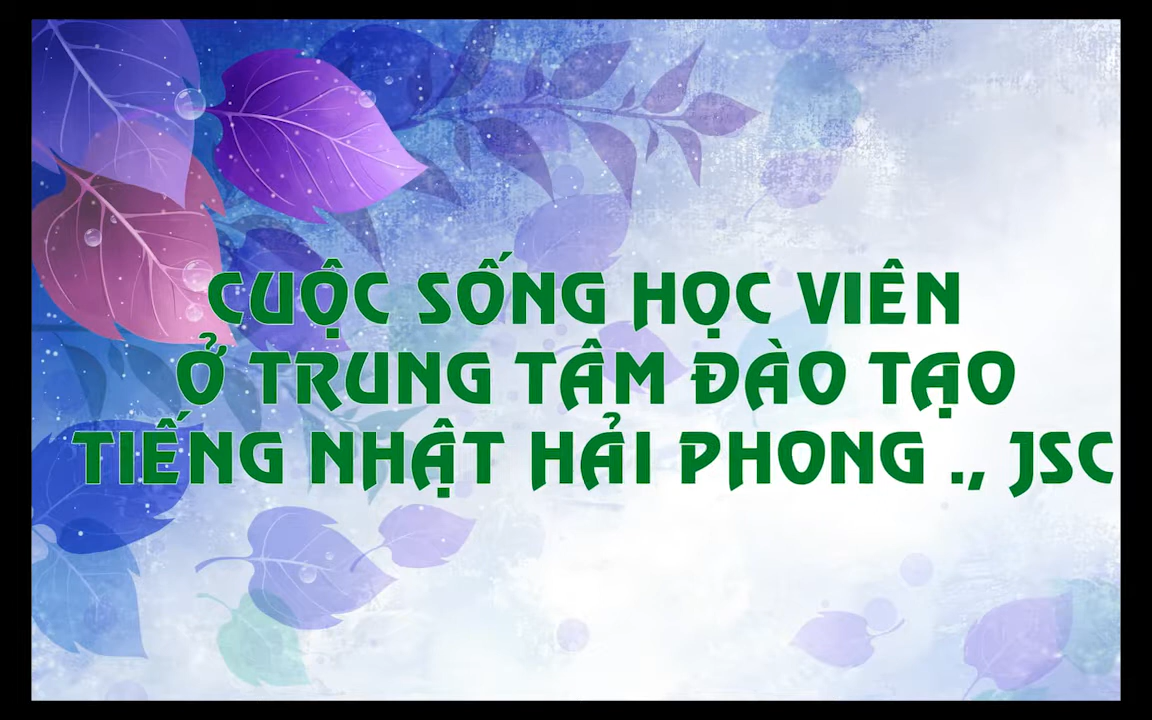 CUỘC SỐNG HỌC VIÊN
Ở TRUNG TÂM ĐÀO TẠO
TIẾNG NHẬT HẢI PHONG ., JSC